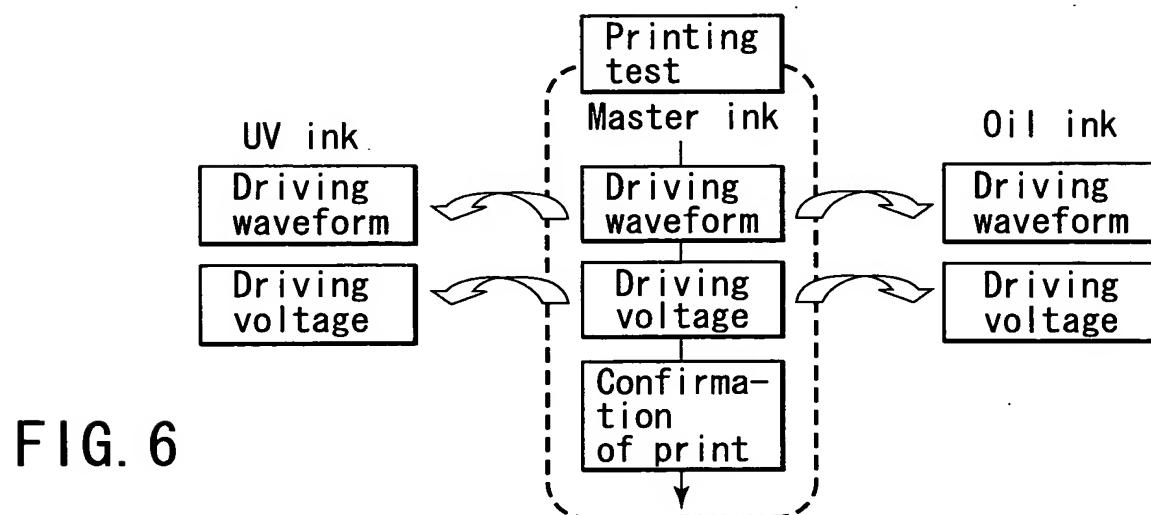 Printing
test
UV ink
Master ink
Oil ink
Driving
waveform
Driving
waveform
Driving
waveform
Driving
voltage
Driving
voltage
Driving
voltage
Confirma-
tion
of print
FIG. 6